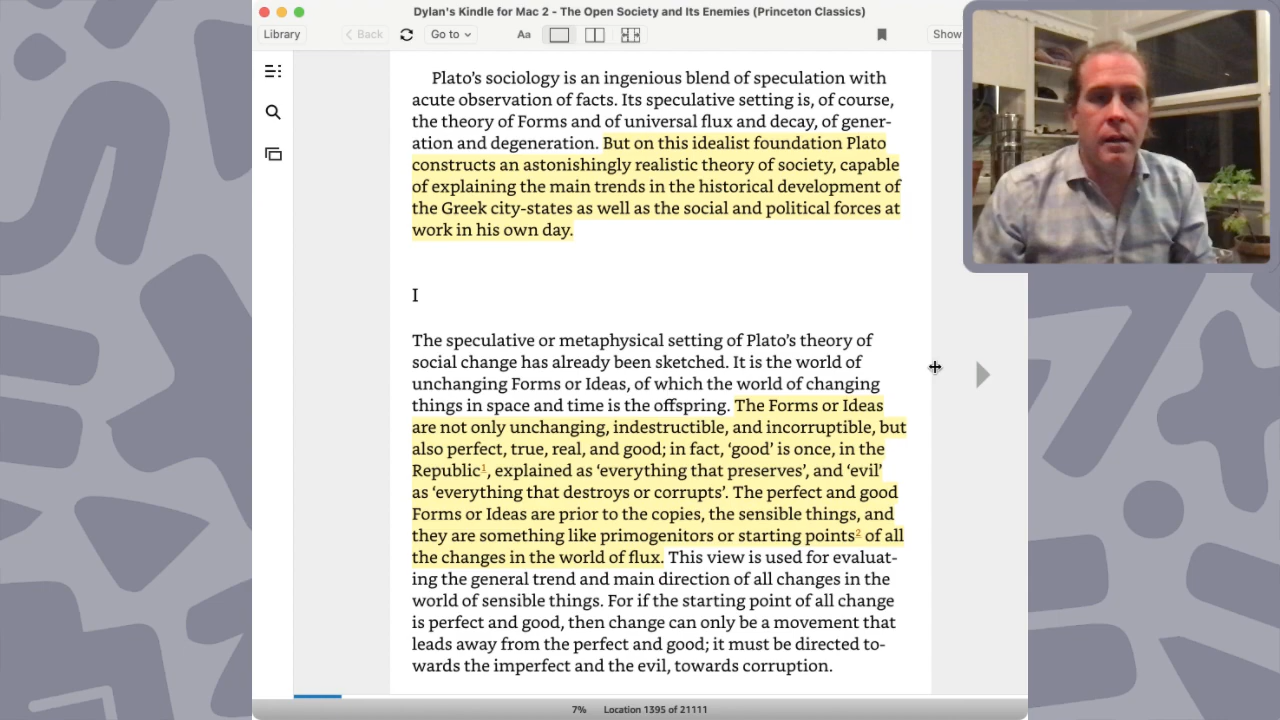 Dylan's Kindle for Mac 2 - The Open Society and Its Enemies (Princeton Classics)
Library
Back
Go to
Aa
Show
Plato's sociology is an ingenious blend of speculation with
acute observation of facts. Its speculative setting is, of course,
the theory of Forms and of universal flux and decay, of gener-
ation and degeneration. But on this idealist foundation Plato
constructs an astonishingly realistic theory of society, capable
of explaining the main trends in the historical development of
the Greek city-states as well as the social and political forces at
work in his own day.
I
The speculative or metaphysical setting of Plato's theory of
social change has already been sketched. It is the world of
unchanging Forms or Ideas, of which the world of changing
things in space and time is the offspring. The Forms or Ideas
are not only unchanging, indestructible, and incorruptible, but
also perfect, true, real, and good; in fact, ‘good’ is once, in the
Republic1, explained as ‘everything that preserves’, and ‘evil’
as ‘everything that destroys or corrupts’. The perfect and good
Forms or Ideas are prior to the copies, the sensible things, and
they are something like primogenitors or starting points2 of all
the changes in the world of flux. This view is used for evaluat-
ing the general trend and main direction of all changes in the
world of sensible things. For if the starting point of all change
is perfect and good, then change can only be a movement that
leads away from the perfect and good; it must be directed to-
wards the imperfect and the evil, towards corruption.
7%
Location 1395 of 21111